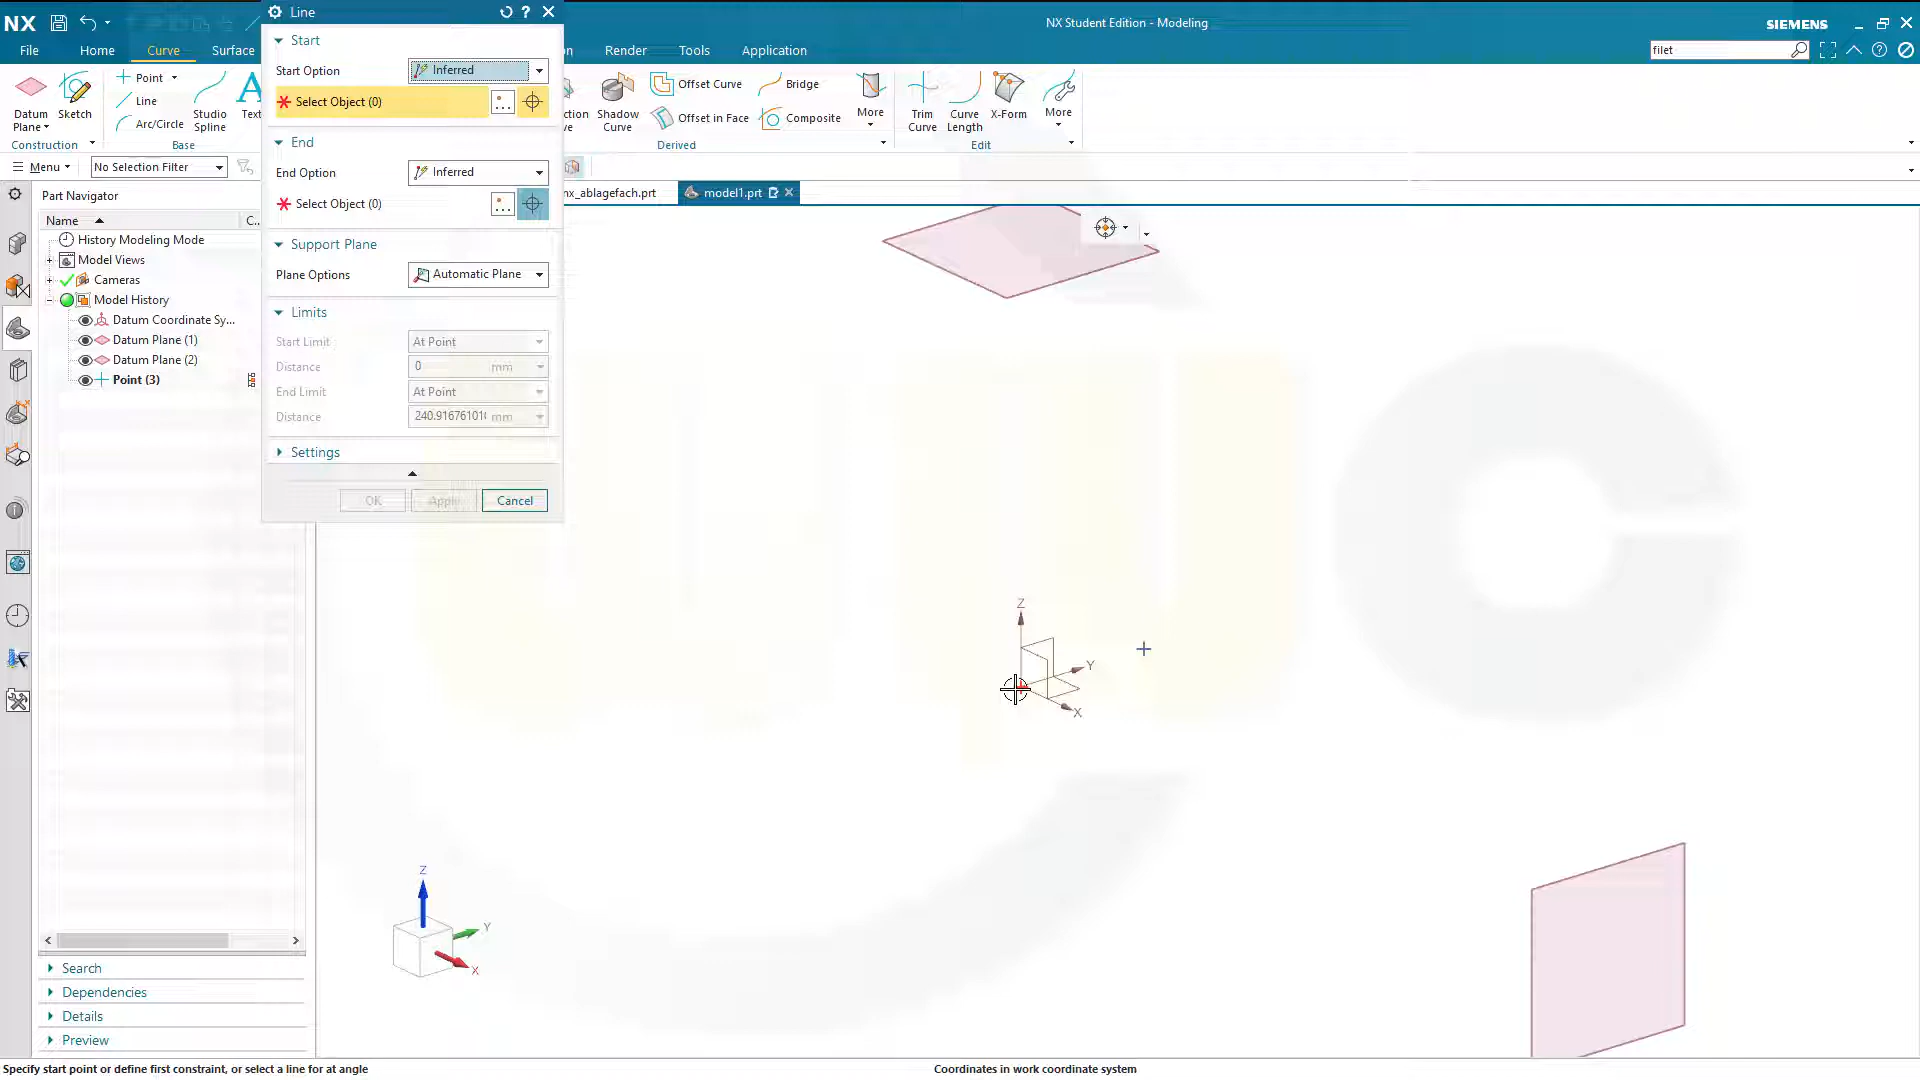 NX
Line
NX Student Edition - Modeling
SIEMENS
File
Home
Curve
Surface
Render
Tools
Application
filet
Datum Plane
Sketch
Point
Line
Arc/Circle
Studio Spline
Text
Construction
Base
Shadow Curve
Offset Curve
Offset in Face
Bridge
Composite
More
Derived
Trim Curve
Curve Length
X-Form
More
Edit
Menu
No Selection Filter
Start
Start Option
Inferred
Select Object (0)
End
End Option
Inferred
Select Object (0)
Support Plane
Plane Options
Automatic Plane
Limits
Start Limit
At Point
Distance
0
mm
End Limit
At Point
Distance
mm
Settings
OK
Apply
Cancel
nx_ablagefach.prt
model1.prt
Part Navigator
Name
C...
History Modeling Mode
Model Views
Cameras
Model History
Datum Coordinate Sy...
Datum Plane (1)
Datum Plane (2)
Point (3)
Z
Y
X
Z
Y
X
Search
Dependencies
Details
Preview
Specify start point or define first constraint, or select a line for at angle
Coordinates in work coordinate system